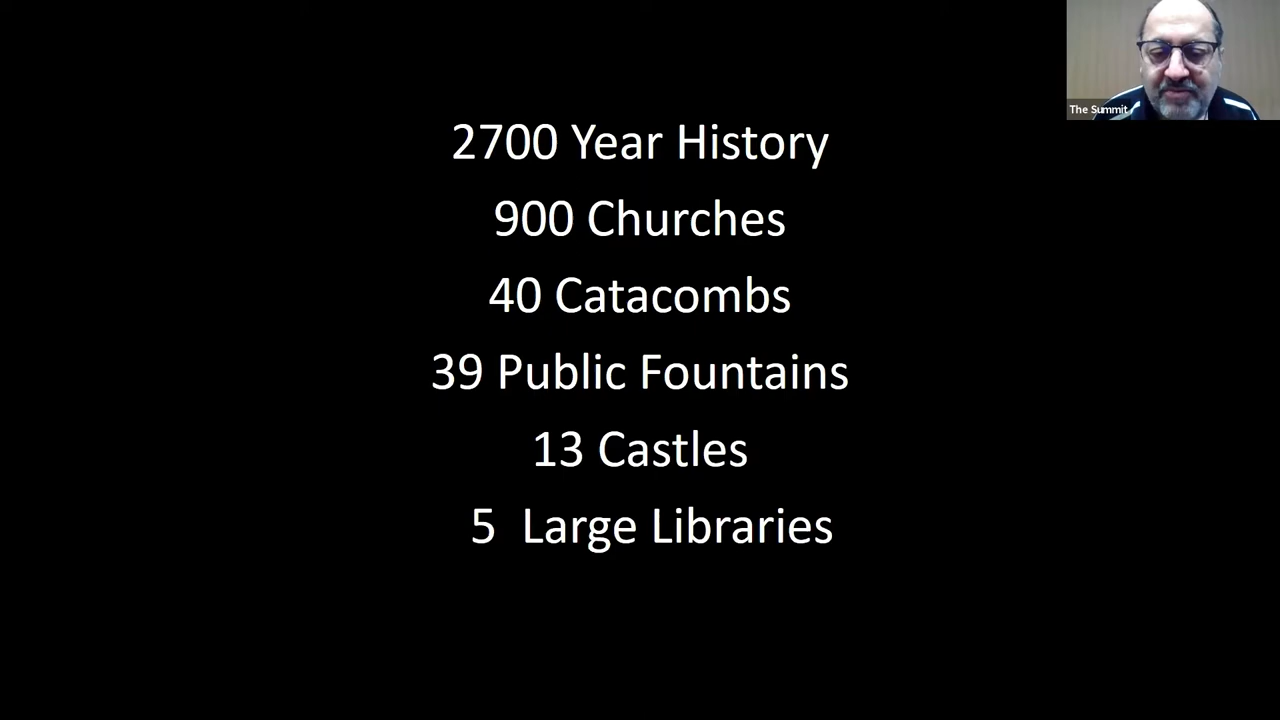 2700 Year History
900 Churches
40 Catacombs
39 Public Fountains
13 Castles
5  Large Libraries
The Summit